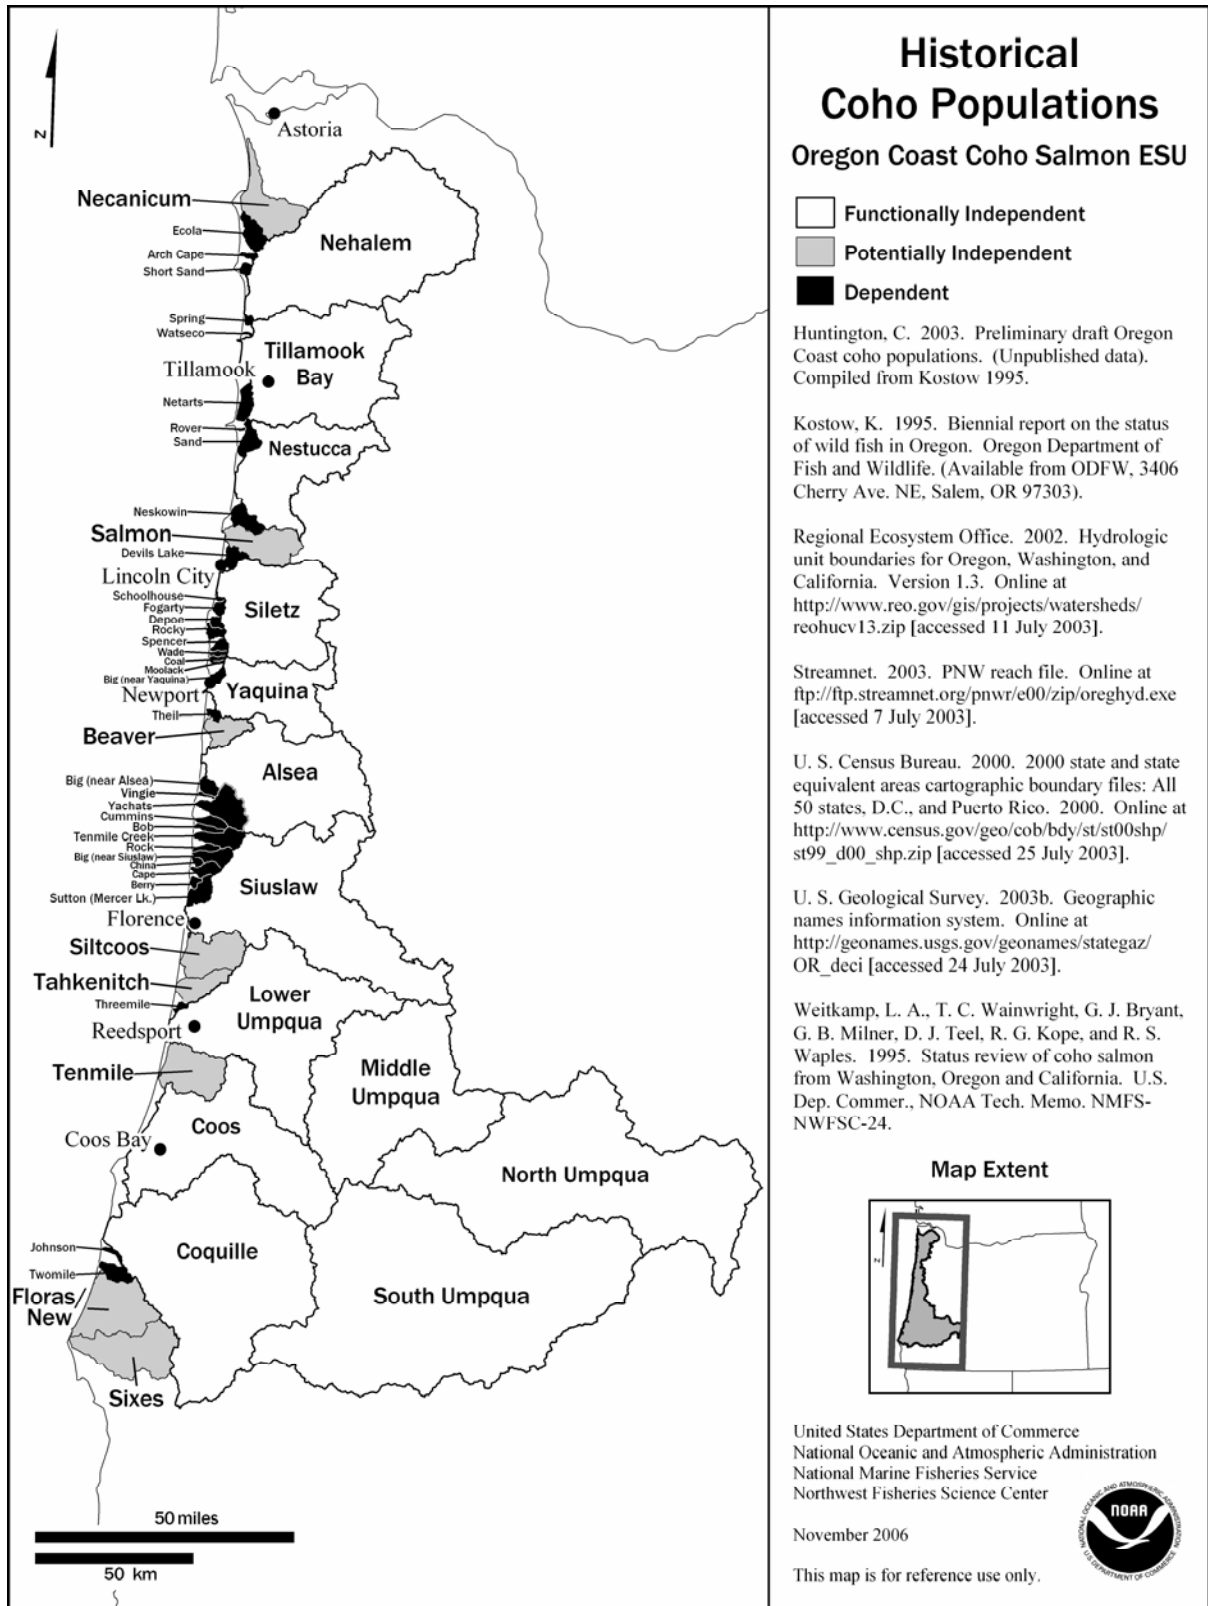 Historical
Coho Populations
Oregon Coast Coho Salmon ESU
Functionally Independent
Potentially Independent
Dependent
Huntington, C. 2003. Preliminary draft Oregon
Coast coho populations. (Unpublished data).
Compiled from Kostow 1995.
Kostow, K. 1995. Biennial report on the status
of wild fish in Oregon. Oregon Department of
Fish and Wildlife. (Available from ODFW, 3406
Cherry Ave. NE, Salem, OR 97303).
Regional Ecosystem Office. 2002. Hydrologic
unit boundaries for Oregon, Washington, and
California. Version 1.3. Online at
http://www.reo.gov/gis/projects/watersheds/
reohucv13.zip [accessed 11 July 2003].
Streamnet. 2003. PNW reach file. Online at
ftp://ftp.streamnet.org/pnwr/e00/zip/oreghyd.exe
[accessed 7 July 2003].
U. S. Census Bureau. 2000. 2000 state and state
equivalent areas cartographic boundary files: All
50 states, D.C., and Puerto Rico. 2000. Online at
http://www.census.gov/geo/cob/bdy/st/st00shp/
st99_d00_shp.zip [accessed 25 July 2003].
U. S. Geological Survey. 2003b. Geographic
names information system. Online at
http://geonames.usgs.gov/geonames/stategaz/
OR_deci [accessed 24 July 2003].
Weitkamp, L. A., T. C. Wainwright, G. J. Bryant,
G. B. Milner, D. J. Teel, R. G. Kope, and R. S.
Waples. 1995. Status review of coho salmon
from Washington, Oregon and California. U.S.
Dep. Commer., NOAA Tech. Memo. NMFS-
NWFSC-24.
Map Extent
N
United States Department of Commerce
National Oceanic and Atmospheric Administration
National Marine Fisheries Service
Northwest Fisheries Science Center
November 2006
This map is for reference use only.
NATIONAL OCEANIC AND ATMOSPHERIC ADMINISTRATION
NOAA
U.S. DEPARTMENT OF COMMERCE
N
Astoria
Necanicum
Ecola
Nehalem
Arch Cape
Short Sand
Spring
Watseco
Tillamook
Bay
Tillamook
Netarts
Rover
Sand
Nestucca
Neskowin
Salmon
Devils Lake
Lincoln City
Schoolhouse
Fogarty
Siletz
Depoe
Rocky
Spencer
Wade
Coal
Moolack
Big (near Yaquina)
Newport
Yaquina
Theil
Beaver
Alsea
Big (near Alsea)
Vingie
Yachats
Cummins
Bob
Tenmile Creek
Rock
Big (near Siuslaw)
China
Cape
Berry
Siuslaw
Sutton (Mercer Lk.)
Florence
Siltcoos
Tahkenitch
Threemile
Lower
Umpqua
Reedsport
Tenmile
Middle
Umpqua
Coos
Coos Bay
North Umpqua
Johnson
Coquille
Twomile
Floras
New
South Umpqua
Sixes
50 miles
50 km